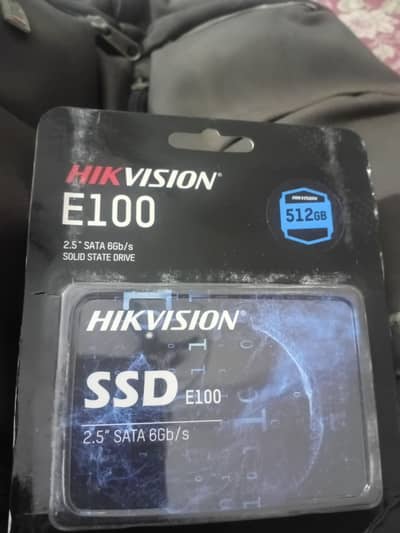 HIKVISION®
E100
2.5" SATA 6Gb/s
SOLID STATE DRIVE
HIKVISION
512GB
HIKVISION®
SSD E100
2.5" SATA 6Gb/s